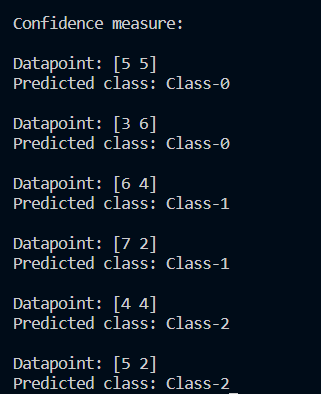 Confidence measure:
Datapoint: [5 5]
Predicted class: Class-0
Datapoint: [3 6]
Predicted class: Class-0
Datapoint: [6 4]
Predicted class: Class-1
Datapoint: [7 2]
Predicted class: Class-1
Datapoint: [4 4]
Predicted class: Class-2
Datapoint: [5 2]
Predicted class: Class-2